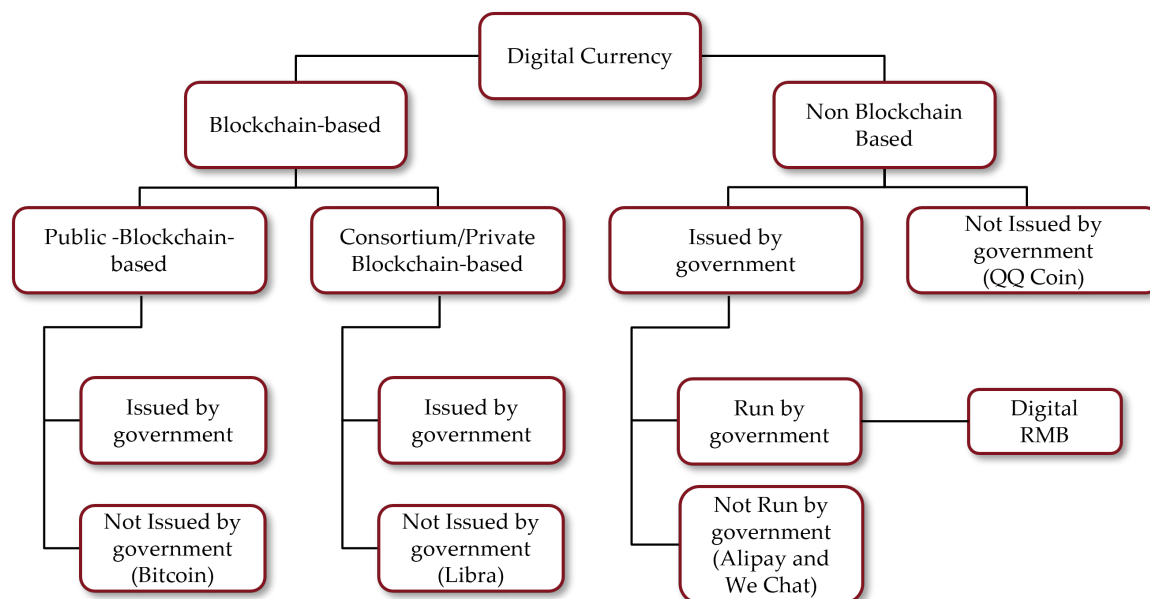 Digital Currency
Blockchain-based
Non Blockchain
Based
Public -Blockchain-
based
Consortium/Private
Blockchain-based
Issued by
government
Not Issued by
government
(QQ Coin)
Issued by
government
Issued by
government
Run by
government
Digital
RMB
Not Issued by
government
(Bitcoin)
Not Issued by
government
(Libra)
Not Run by
government
(Alipay and
We Chat)